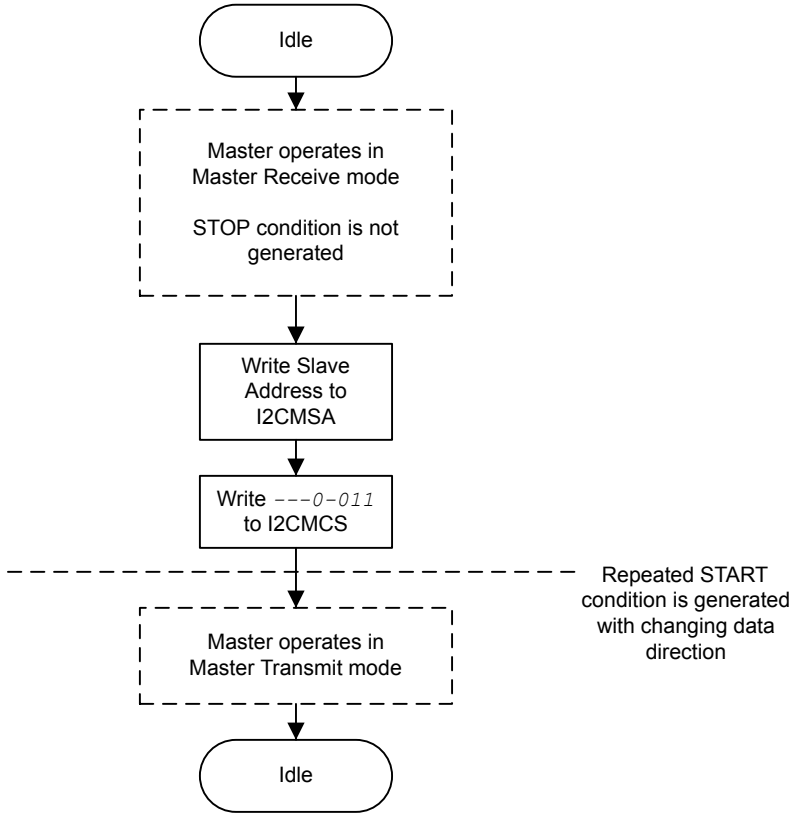 Idle
Master operates in
Master Receive mode
STOP condition is not
generated
Write Slave
Address to
I2CMSA
Write ---0-011
to I2CMCS
Repeated START
condition is generated
with changing data
direction
Master operates in
Master Transmit mode
Idle